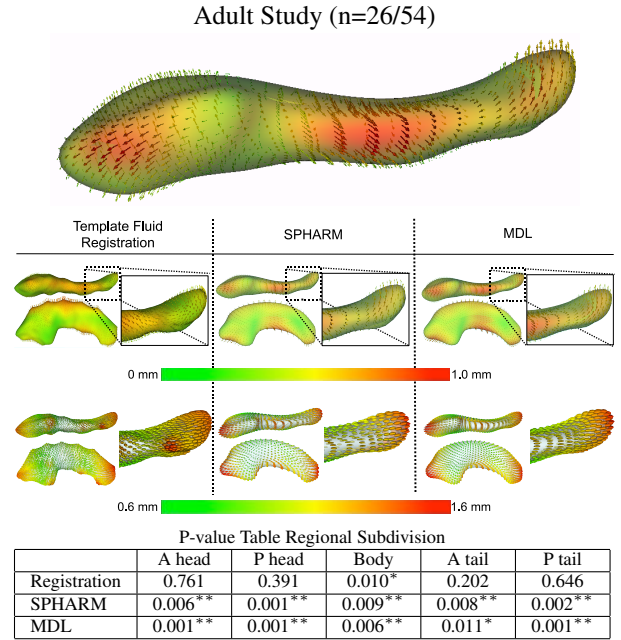 Adult Study (n=26/54)
Template Fluid
Registration
SPHARM
MDL
0 mm 1.0 mm
0.6 mm 1.6 mm
P-value Table Regional Subdivision
A head P head Body A tail P tail
Registration 0.761 0.391 0.010* 0.202 0.646
SPHARM 0.006** 0.001** 0.009** 0.008** 0.002**
MDL 0.001** 0.001** 0.006** 0.011* 0.001**